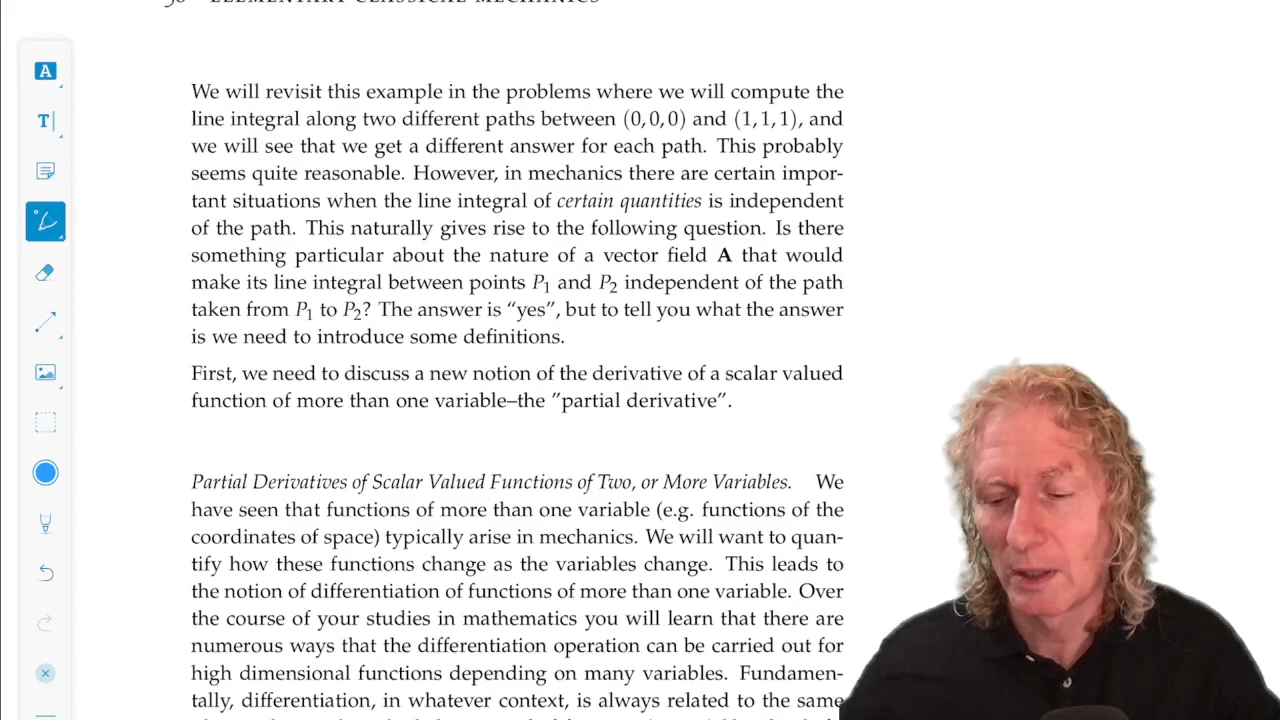 ELEMENTARY CLASSICAL MECHANICS
A
T
We will revisit this example in the problems where we will compute the
line integral along two different paths between (0, 0, 0) and (1, 1, 1), and
we will see that we get a different answer for each path. This probably
seems quite reasonable. However, in mechanics there are certain impor-
tant situations when the line integral of certain quantities is independent
of the path. This naturally gives rise to the following question. Is there
something particular about the nature of a vector field A that would
make its line integral between points P₁ and P₂ independent of the path
taken from P₁ to P₂? The answer is “yes”, but to tell you what the answer
is we need to introduce some definitions.
First, we need to discuss a new notion of the derivative of a scalar valued
function of more than one variable–the ”partial derivative”.
Partial Derivatives of Scalar Valued Functions of Two, or More Variables. We
have seen that functions of more than one variable (e.g. functions of the
coordinates of space) typically arise in mechanics. We will want to quan-
tify how these functions change as the variables change. This leads to
the notion of differentiation of functions of more than one variable. Over
the course of your studies in mathematics you will learn that there are
numerous ways that the differentiation operation can be carried out for
high dimensional functions depending on many variables. Fundamen-
tally, differentiation, in whatever context, is always related to the same